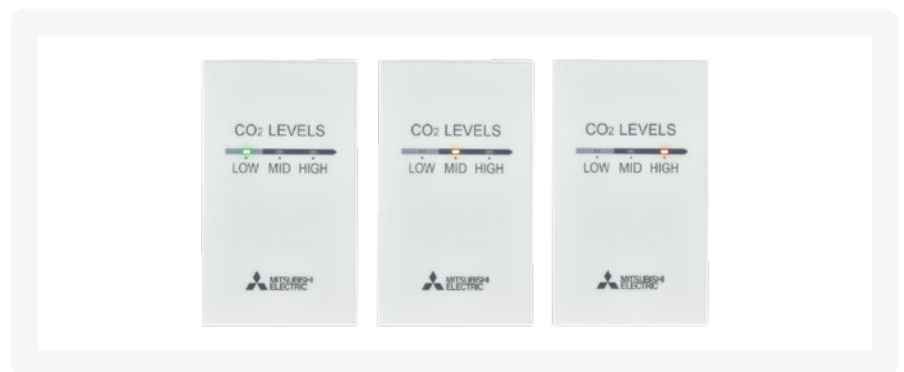 CO₂ LEVELS
LOW MID HIGH
MITSUBISHI
ELECTRIC
CO₂ LEVELS
LOW MID HIGH
MITSUBISHI
ELECTRIC
CO₂ LEVELS
LOW MID HIGH
MITSUBISHI
ELECTRIC